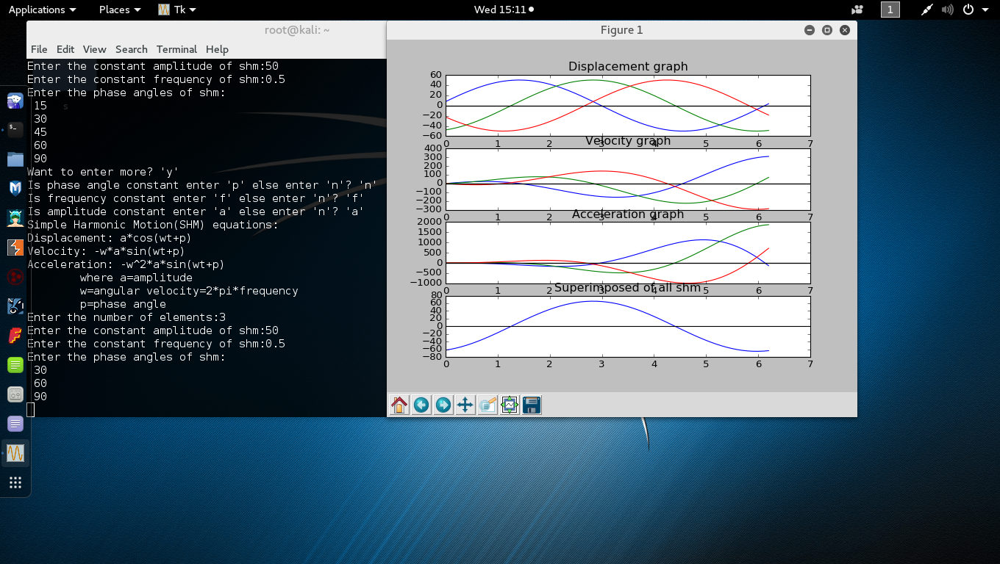 Applications Places Tk Wed 15:11 1
root@kali: ~
File Edit View Search Terminal Help
Enter the constant amplitude of shm:50
Enter the constant frequency of shm:0.5
Enter the phase angles of shm:
15
30
45
60
90
Want to enter more? 'y'
Is phase angle constant enter 'p' else enter 'n'? 'n'
Is frequency constant enter 'f' else enter 'n'? 'f'
Is amplitude constant enter 'a' else enter 'n'? 'a'
Simple Harmonic Motion(SHM) equations:
Displacement: a*cos(wt+p)
Velocity: -w*a*sin(wt+p)
Acceleration: -w^2*a*sin(wt+p)
where a=amplitude
w=angular velocity=2*pi*frequency
p=phase angle
Enter the number of elements:3
Enter the constant amplitude of shm:50
Enter the constant frequency of shm:0.5
Enter the phase angles of shm:
30
60
90
Figure 1
Displacement graph
60
40
20
0
−20
−40
−60
0 1 2 3 4 5 6 7
Velocity graph
400
300
200
100
0
−100
−200
−300
0 1 2 3 4 5 6 7
Acceleration graph
2000
1500
1000
500
0
−500
−1000
0 1 2 3 4 5 6 7
Superimposed of all shm
80
60
40
20
0
−20
−40
−60
−80
0 1 2 3 4 5 6 7